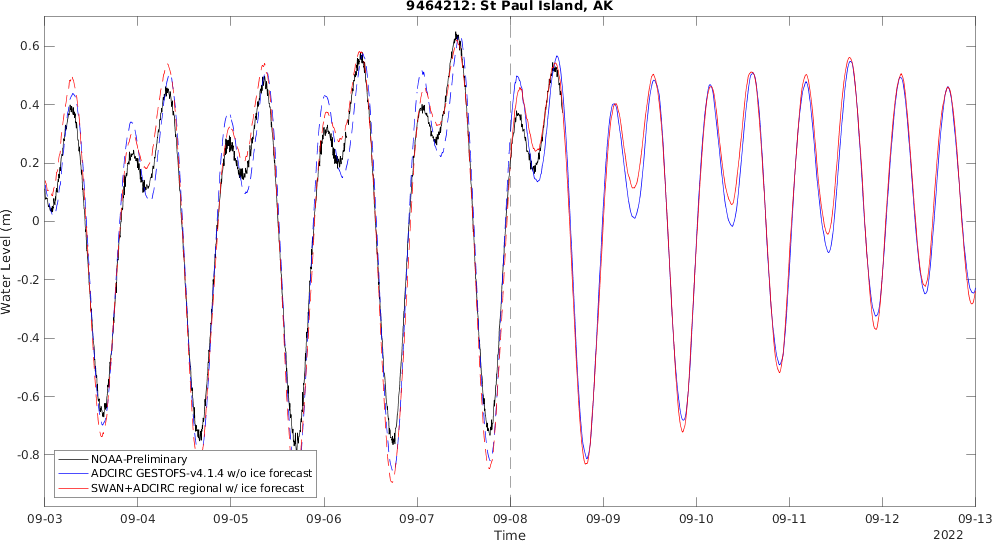 9464212: St Paul Island, AK
Water Level (m)
0.6
0.4
0.2
0
-0.2
-0.4
-0.6
-0.8
NOAA-Preliminary
ADCIRC GESTOFS-v4.1.4 w/o ice forecast
SWAN+ADCIRC regional w/ ice forecast
09-03 09-04 09-05 09-06 09-07 09-08 09-09 09-10 09-11 09-12 09-13
Time
2022